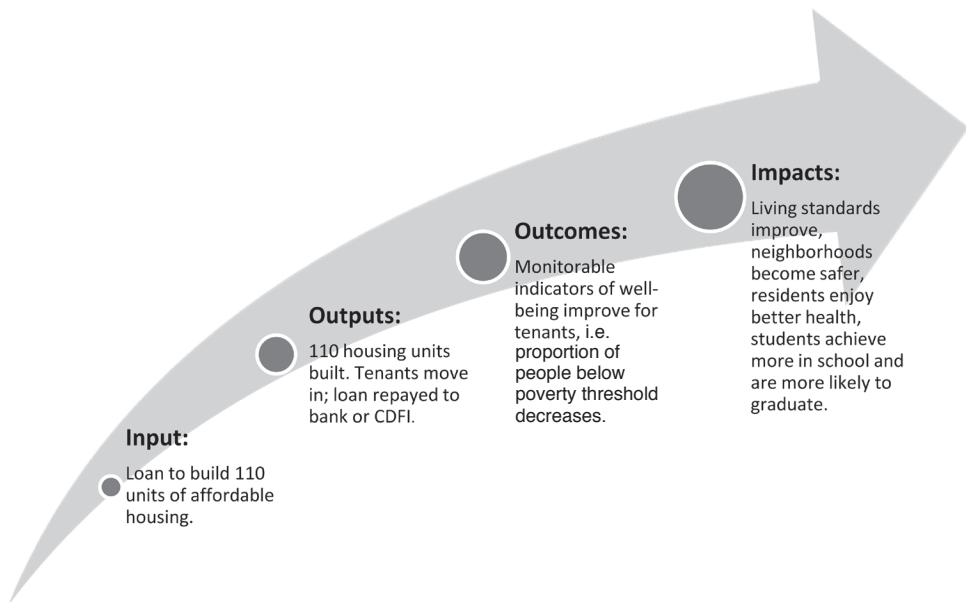 Input:
Loan to build 110
units of affordable
housing.
Outputs:
110 housing units
built. Tenants move
in; loan repayed to
bank or CDFI.
Outcomes:
Monitorable
indicators of well-
being improve for
tenants, i.e.
proportion of
people below
poverty threshold
decreases.
Impacts:
Living standards
improve,
neighborhoods
become safer,
residents enjoy
better health,
students achieve
more in school and
are more likely to
graduate.